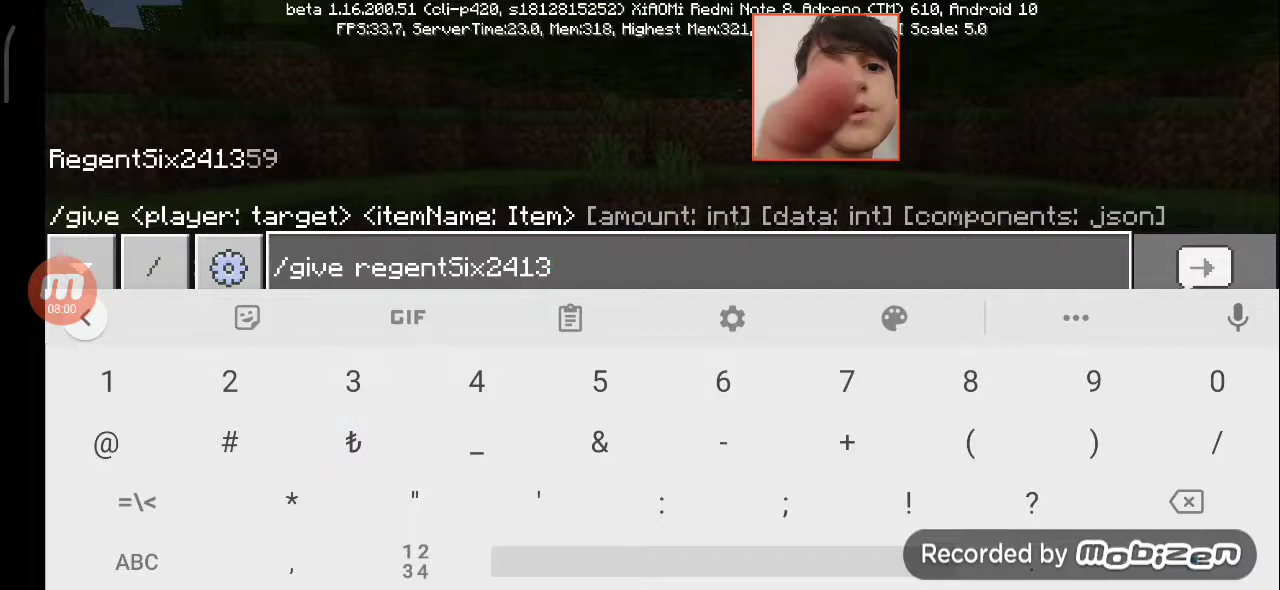 beta 1.16.200.51 (cli-p420, s1812815252) XiAOMi Redmi Note 8, Adreno (TM) 610, Android 10
FPS:33.7, ServerTime:23.0, Mem:318, Highest Mem:321, Scale: 5.0
RegentSix241359
/give <player: target> <itemName: Item> [amount: int] [data: int] [components: .json]
/
/give regentSix2413
m
08:00
GIF
1 2 3 4 5 6 7 8 9 0
@ # ₺ _ & - + ( ) /
=\< * " ' : ; ! ?
ABC , 12 34 .
Recorded by mobizen